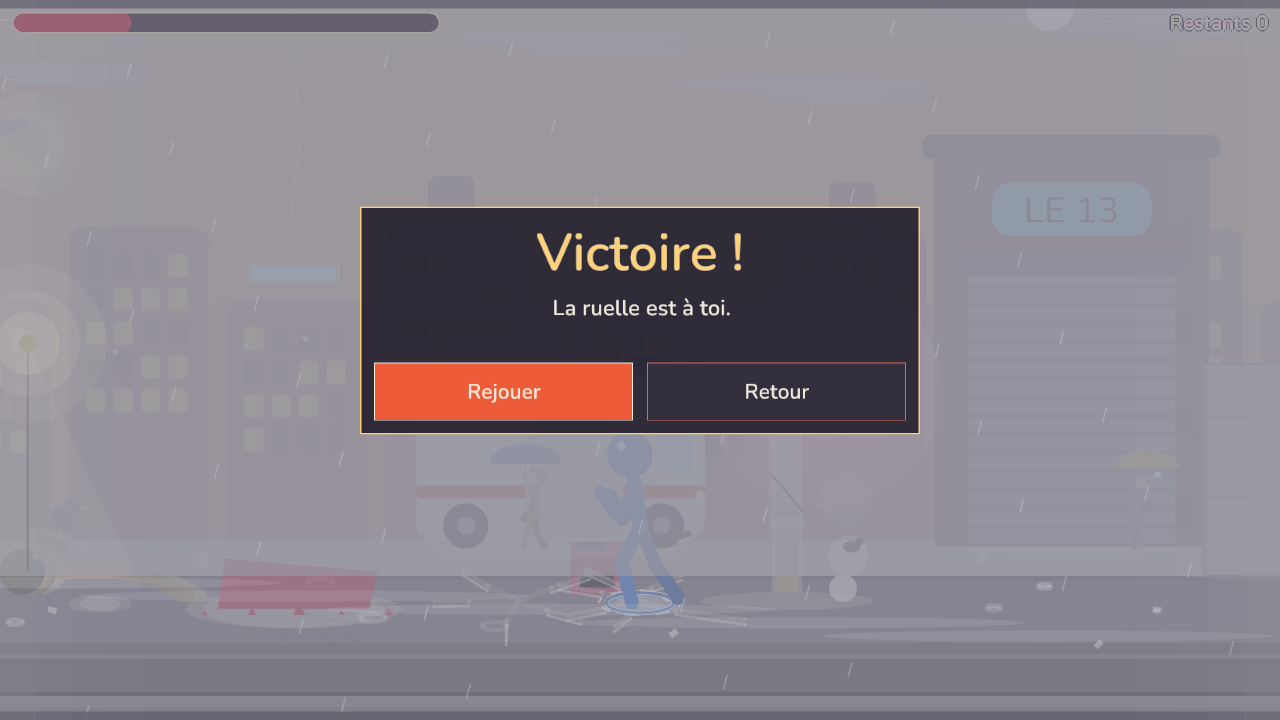 Restants 0
LE 13
Victoire !
La ruelle est à toi.
Rejouer
Retour